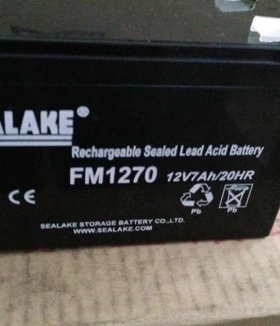 ALAKE
Rechargeable Sealed Lead Acid Battery
FM1270 12V7Ah/20HR
CE Pb Pb
SEALAKE STORAGE BATTERY CO.,LTD.
WWW.SEALAKE.COM